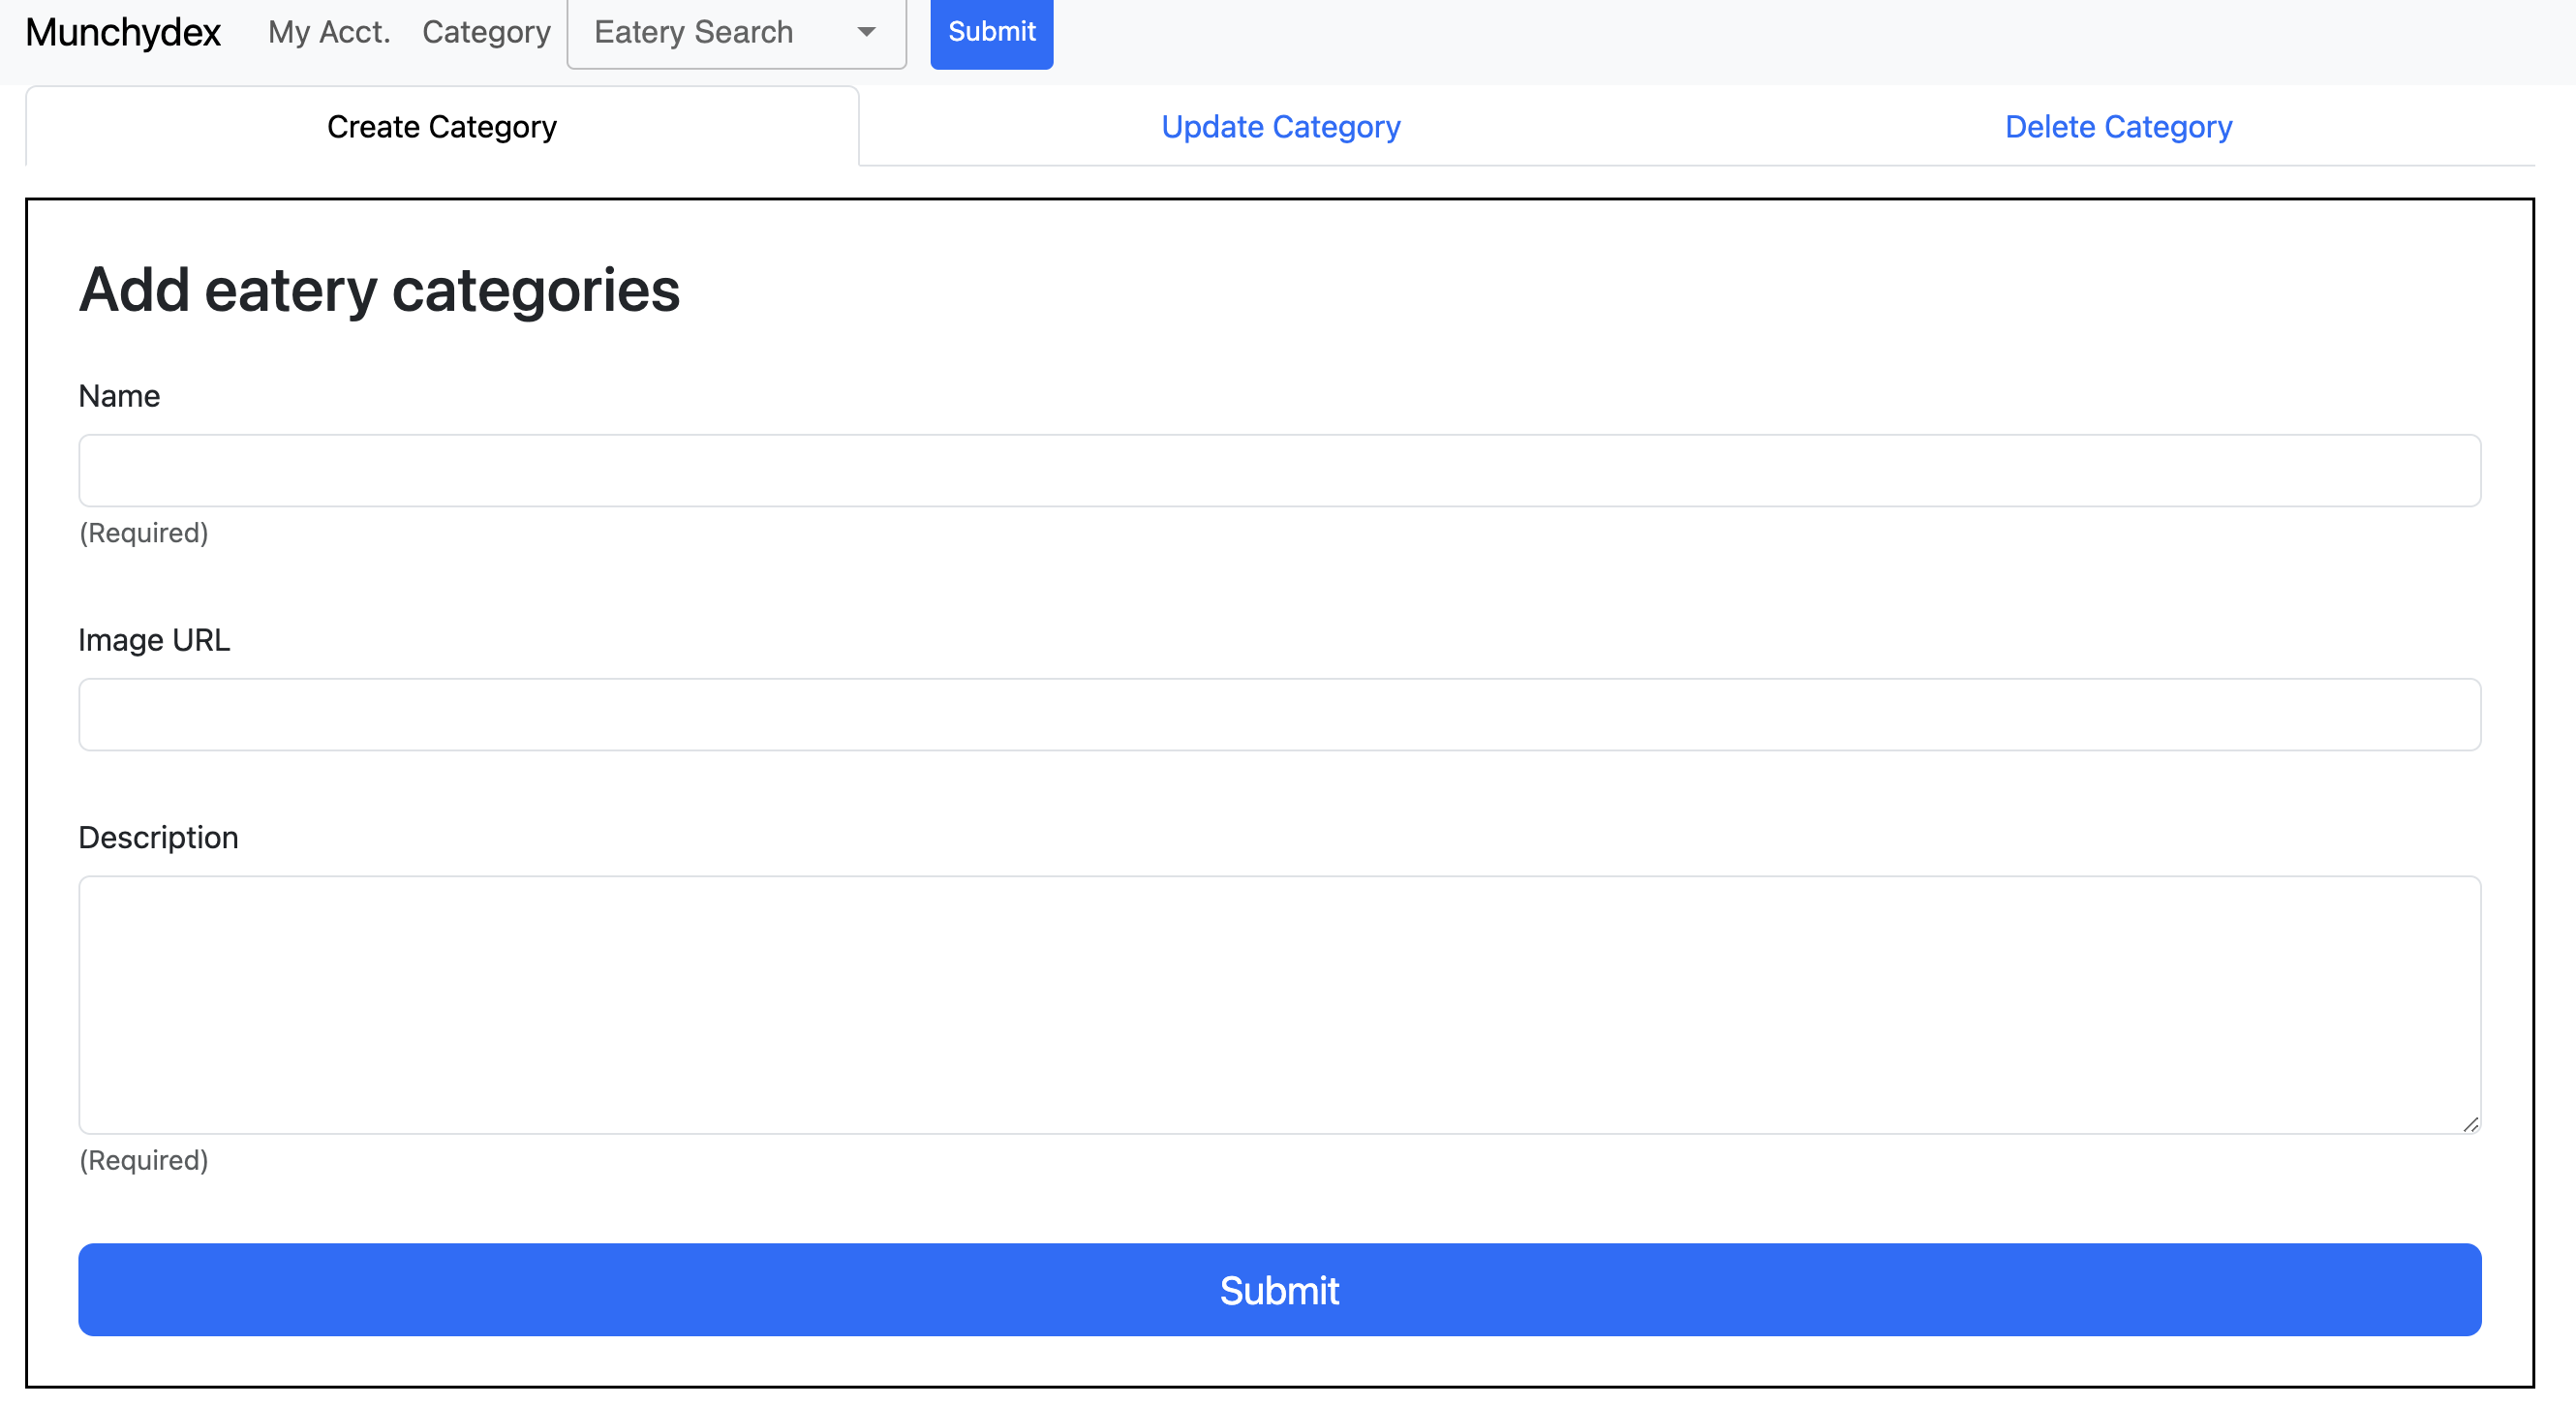 Munchydex My Acct. Category Eatery Search Submit
Create Category Update Category Delete Category
Add eatery categories
Name
(Required)
Image URL
Description
(Required)
Submit